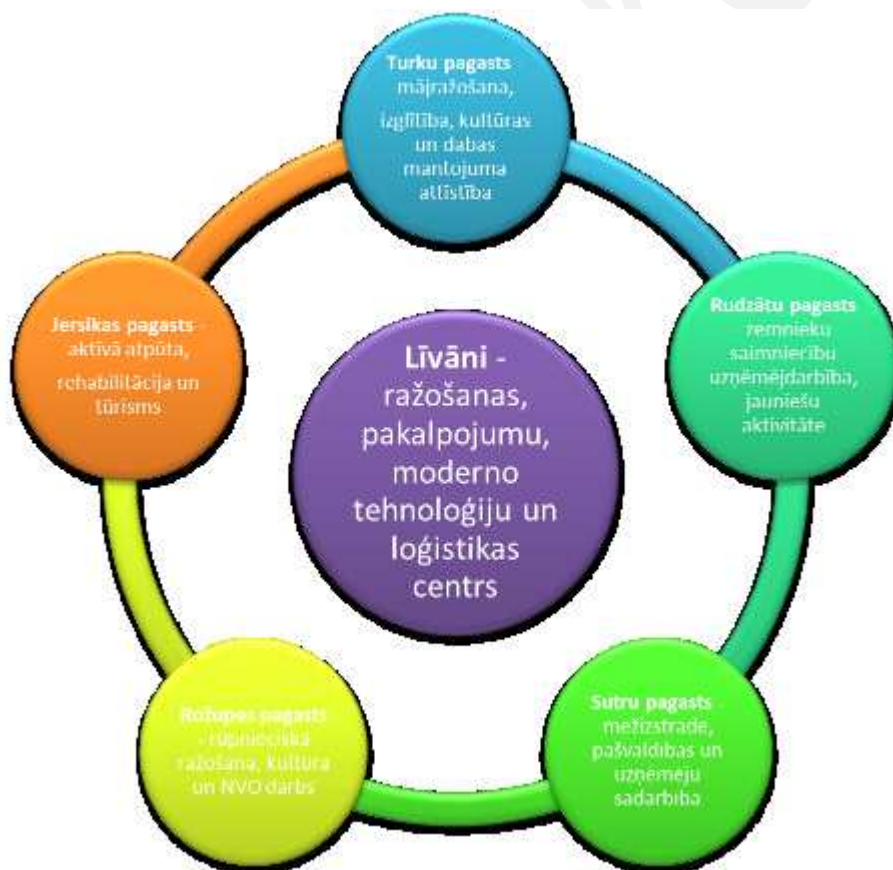 Turku pagasts
mājražošana,
izglītība, kultūras
un dabas
mantojuma
attīstība
Jersikas pagasts -
aktīvā atpūta,
rehabilitācija un
tūrisms
Līvāni -
ražošanas,
pakalpojumu,
moderno
tehnoloģiju un
loģistikas
centrs
Rudzātu pagasts
zemnieku
saimniecību
uzņēmējdarbība,
jauniešu
aktivitāte
Rožupes pagasts
- rūpnieciskā
ražošana, kultūra
un NVO darbs
Sutru pagasts
mežizstrāde,
pašvaldības un
uzņēmēju
sadarbība